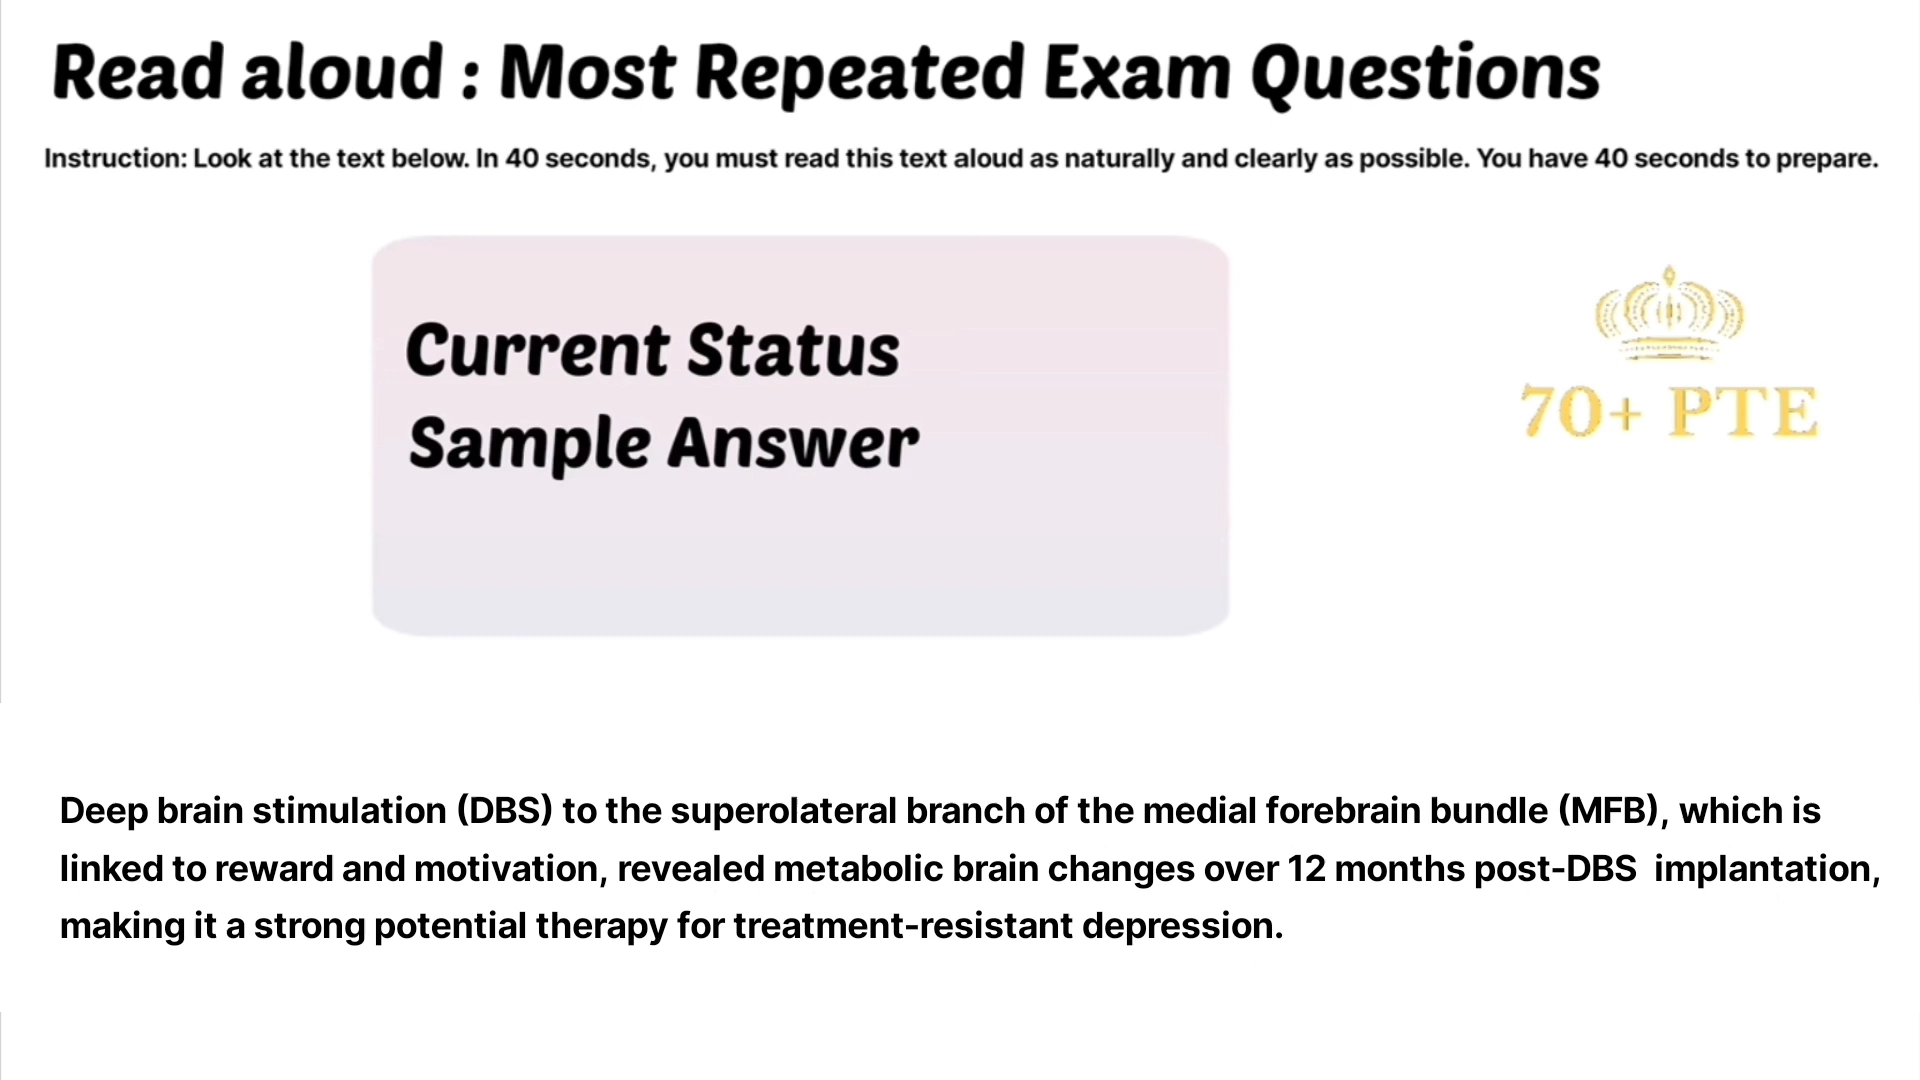 Read aloud : Most Repeated Exam Questions
Instruction: Look at the text below. In 40 seconds, you must read this text aloud as naturally and clearly as possible. You have 40 seconds to prepare.
Current Status
Sample Answer
70+ PTE
Deep brain stimulation (DBS) to the superolateral branch of the medial forebrain bundle (MFB), which is
linked to reward and motivation, revealed metabolic brain changes over 12 months post-DBS  implantation,
making it a strong potential therapy for treatment-resistant depression.